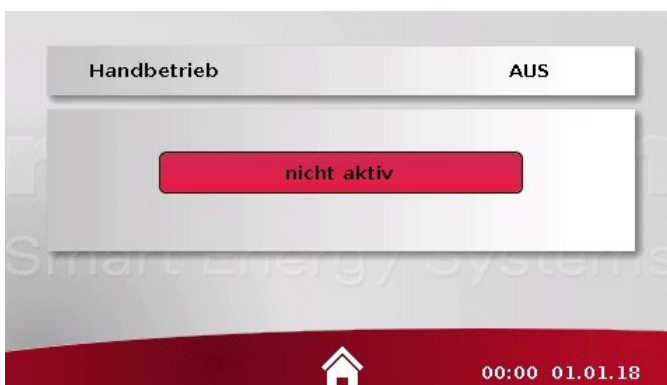 Handbetrieb AUS
nicht aktiv
Smart Energy Systems
00:00 01.01.18